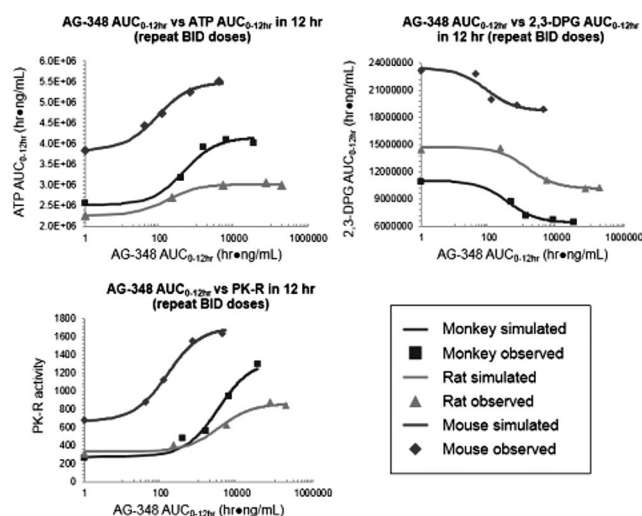 AG-348 AUC0-12hr vs ATP AUC0-12hr in 12 hr
(repeat BID doses)
ATP AUC0-12hr (hr•ng/mL)
6.0E+06
5.5E+06
5.0E+06
4.5E+06
4.0E+06
3.5E+06
3.0E+06
2.5E+06
2.0E+06
1
100
10000
1000000
AG-348 AUC0-12hr (hr•ng/mL)
AG-348 AUC0-12hr vs 2,3-DPG AUC0-12hr
in 12 hr (repeat BID doses)
2,3-DPG AUC0-12hr (hr•ng/mL)
24000000
21000000
18000000
15000000
12000000
9000000
6000000
1
100
10000
1000000
AG-348 AUC0-12hr (hr•ng/mL)
AG-348 AUC0-12hr vs PK-R in 12 hr
(repeat BID doses)
PK-R activity
1800
1600
1400
1200
1000
800
600
400
200
0
1
100
10000
1000000
AG-348 AUC0-12hr (hr•ng/mL)
Monkey simulated
Monkey observed
Rat simulated
Rat observed
Mouse simulated
Mouse observed